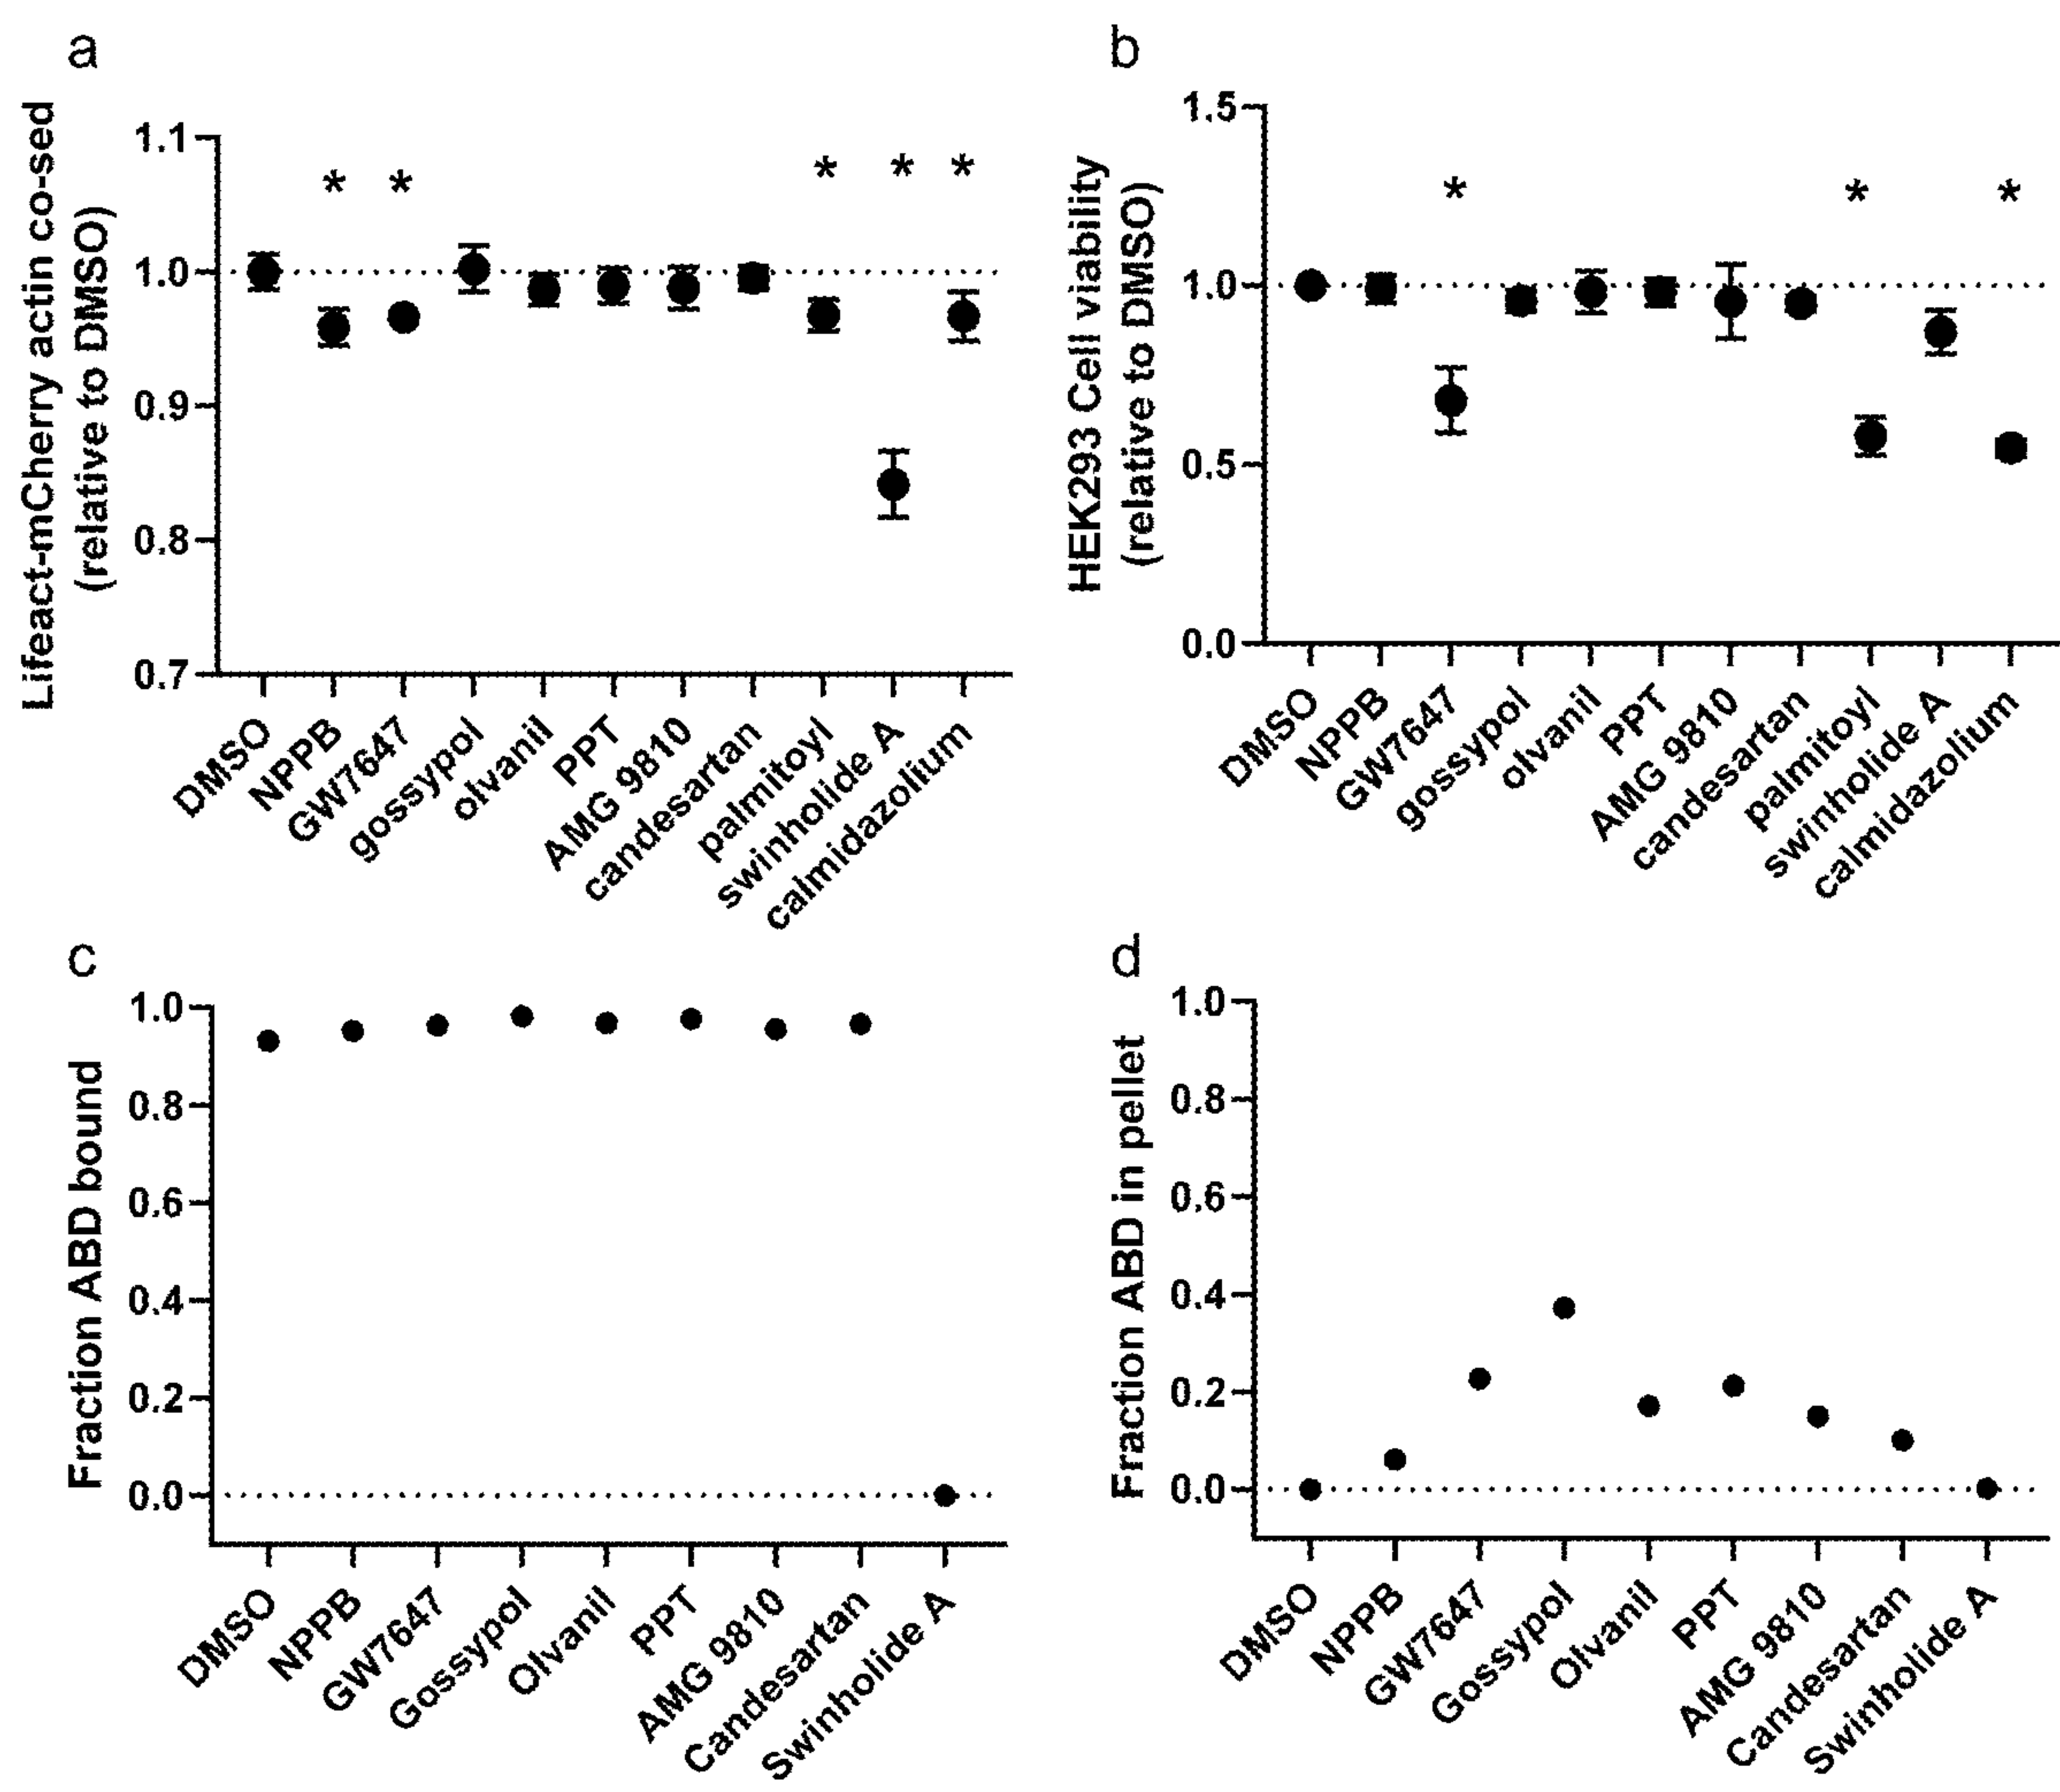 a
Lifeact-mCherry actin co-sed
(relative to DMSO)
1.1
1.0
0.9
0.8
0.7
* * * * *
DMSO
NPPB
GW7647
gossypol
olvanil
PPT
AMG 9810
candesartan
palmitoyl
swinholide A
calmidazolium
b
HEK293 Cell viability
(relative to DMSO)
1.5
1.0
0.5
0.0
* * *
DMSO
NPPB
GW7647
gossypol
olvanil
PPT
AMG 9810
candesartan
palmitoyl
swinholide A
calmidazolium
c
Fraction ABD bound
1.0
0.8
0.6
0.4
0.2
0.0
DMSO
NPPB
GW7647
Gossypol
Olvanil
PPT
AMG 9810
Candesartan
Swinholide A
d
Fraction ABD in pellet
1.0
0.8
0.6
0.4
0.2
0.0
DMSO
NPPB
GW7647
Gossypol
Olvanil
PPT
AMG 9810
Candesartan
Swinholide A